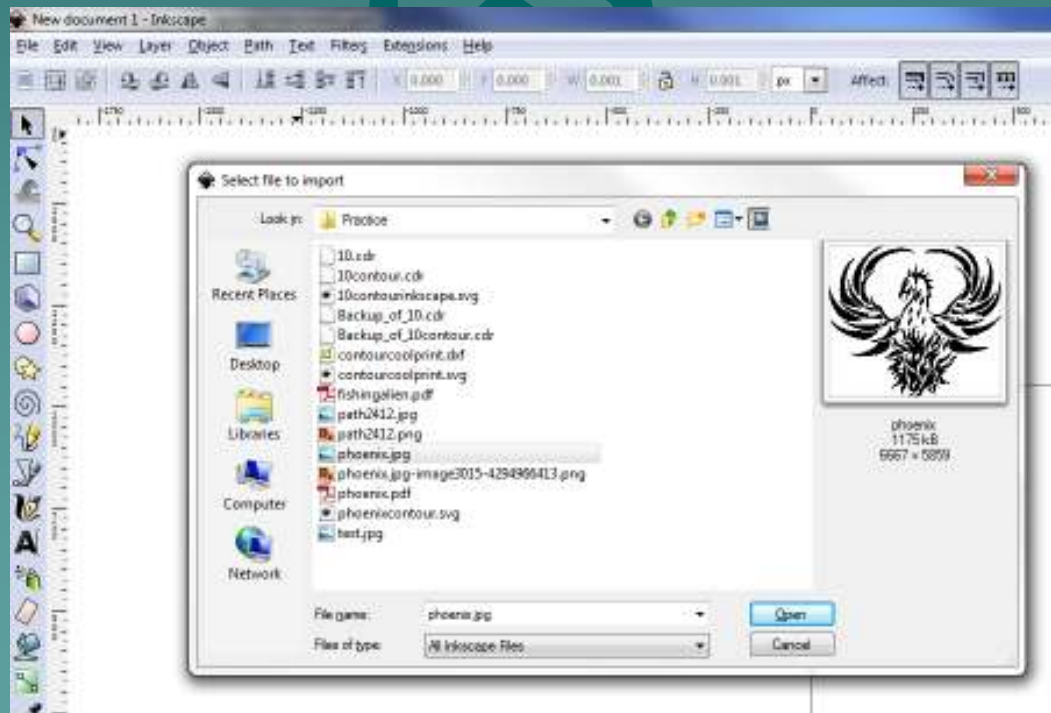 New document 1 - Inkscape
File Edit View Layer Object Path Text Filters Extensions Help
X 0.000 Y 0.000 W 0.001 H 0.001 px Affect:
Select file to import
Look in: Practice
Recent Places
Desktop
Libraries
Computer
Network
10.cdr
10contour.cdr
10contourinkscape.svg
Backup_of_10.cdr
Backup_of_10contour.cdr
contourcoolprint.dxf
contourcoolprint.svg
fishingalien.pdf
path2412.jpg
path2412.png
phoenix.jpg
phoenix.jpg-image3015-4294966413.png
phoenix.pdf
phoenixcontour.svg
test.jpg
phoenix
1175 kB
6667 × 5859
File name: phoenix.jpg Open
Files of type: All Inkscape Files Cancel